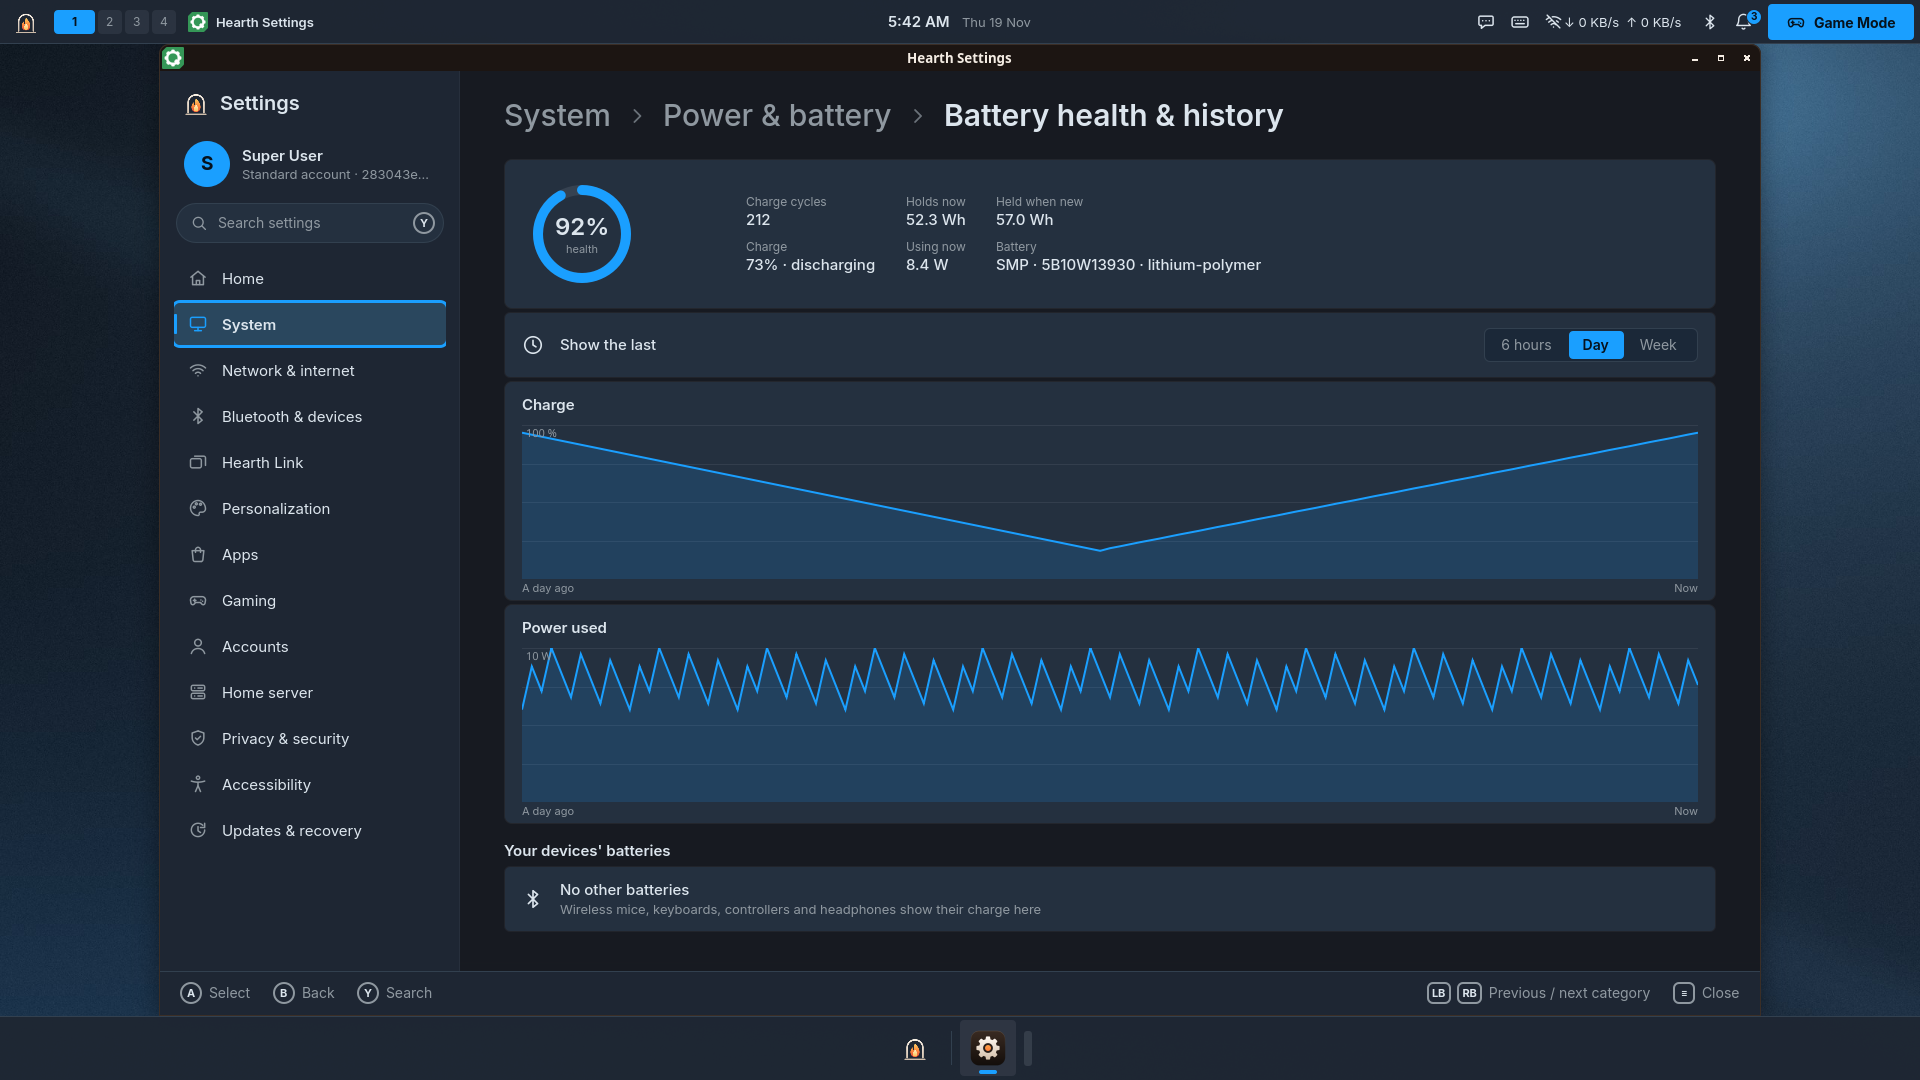 1 2 3 4 Hearth Settings
5:42 AM Thu 19 Nov
↓ 0 KB/s ↑ 0 KB/s
3
Game Mode
Hearth Settings
Settings
S
Super User
Standard account · 283043e...
Search settings Y
Home
System
Network & internet
Bluetooth & devices
Hearth Link
Personalization
Apps
Gaming
Accounts
Home server
Privacy & security
Accessibility
Updates & recovery
System > Power & battery > Battery health & history
92%
health
Charge cycles Holds now Held when new
212 52.3 Wh 57.0 Wh
Charge Using now Battery
73% · discharging 8.4 W SMP · 5B10W13930 · lithium-polymer
Show the last
6 hours Day Week
Charge
100 %
A day ago Now
Power used
10 W
A day ago Now
Your devices' batteries
No other batteries
Wireless mice, keyboards, controllers and headphones show their charge here
A Select B Back Y Search
LB RB Previous / next category ≡ Close